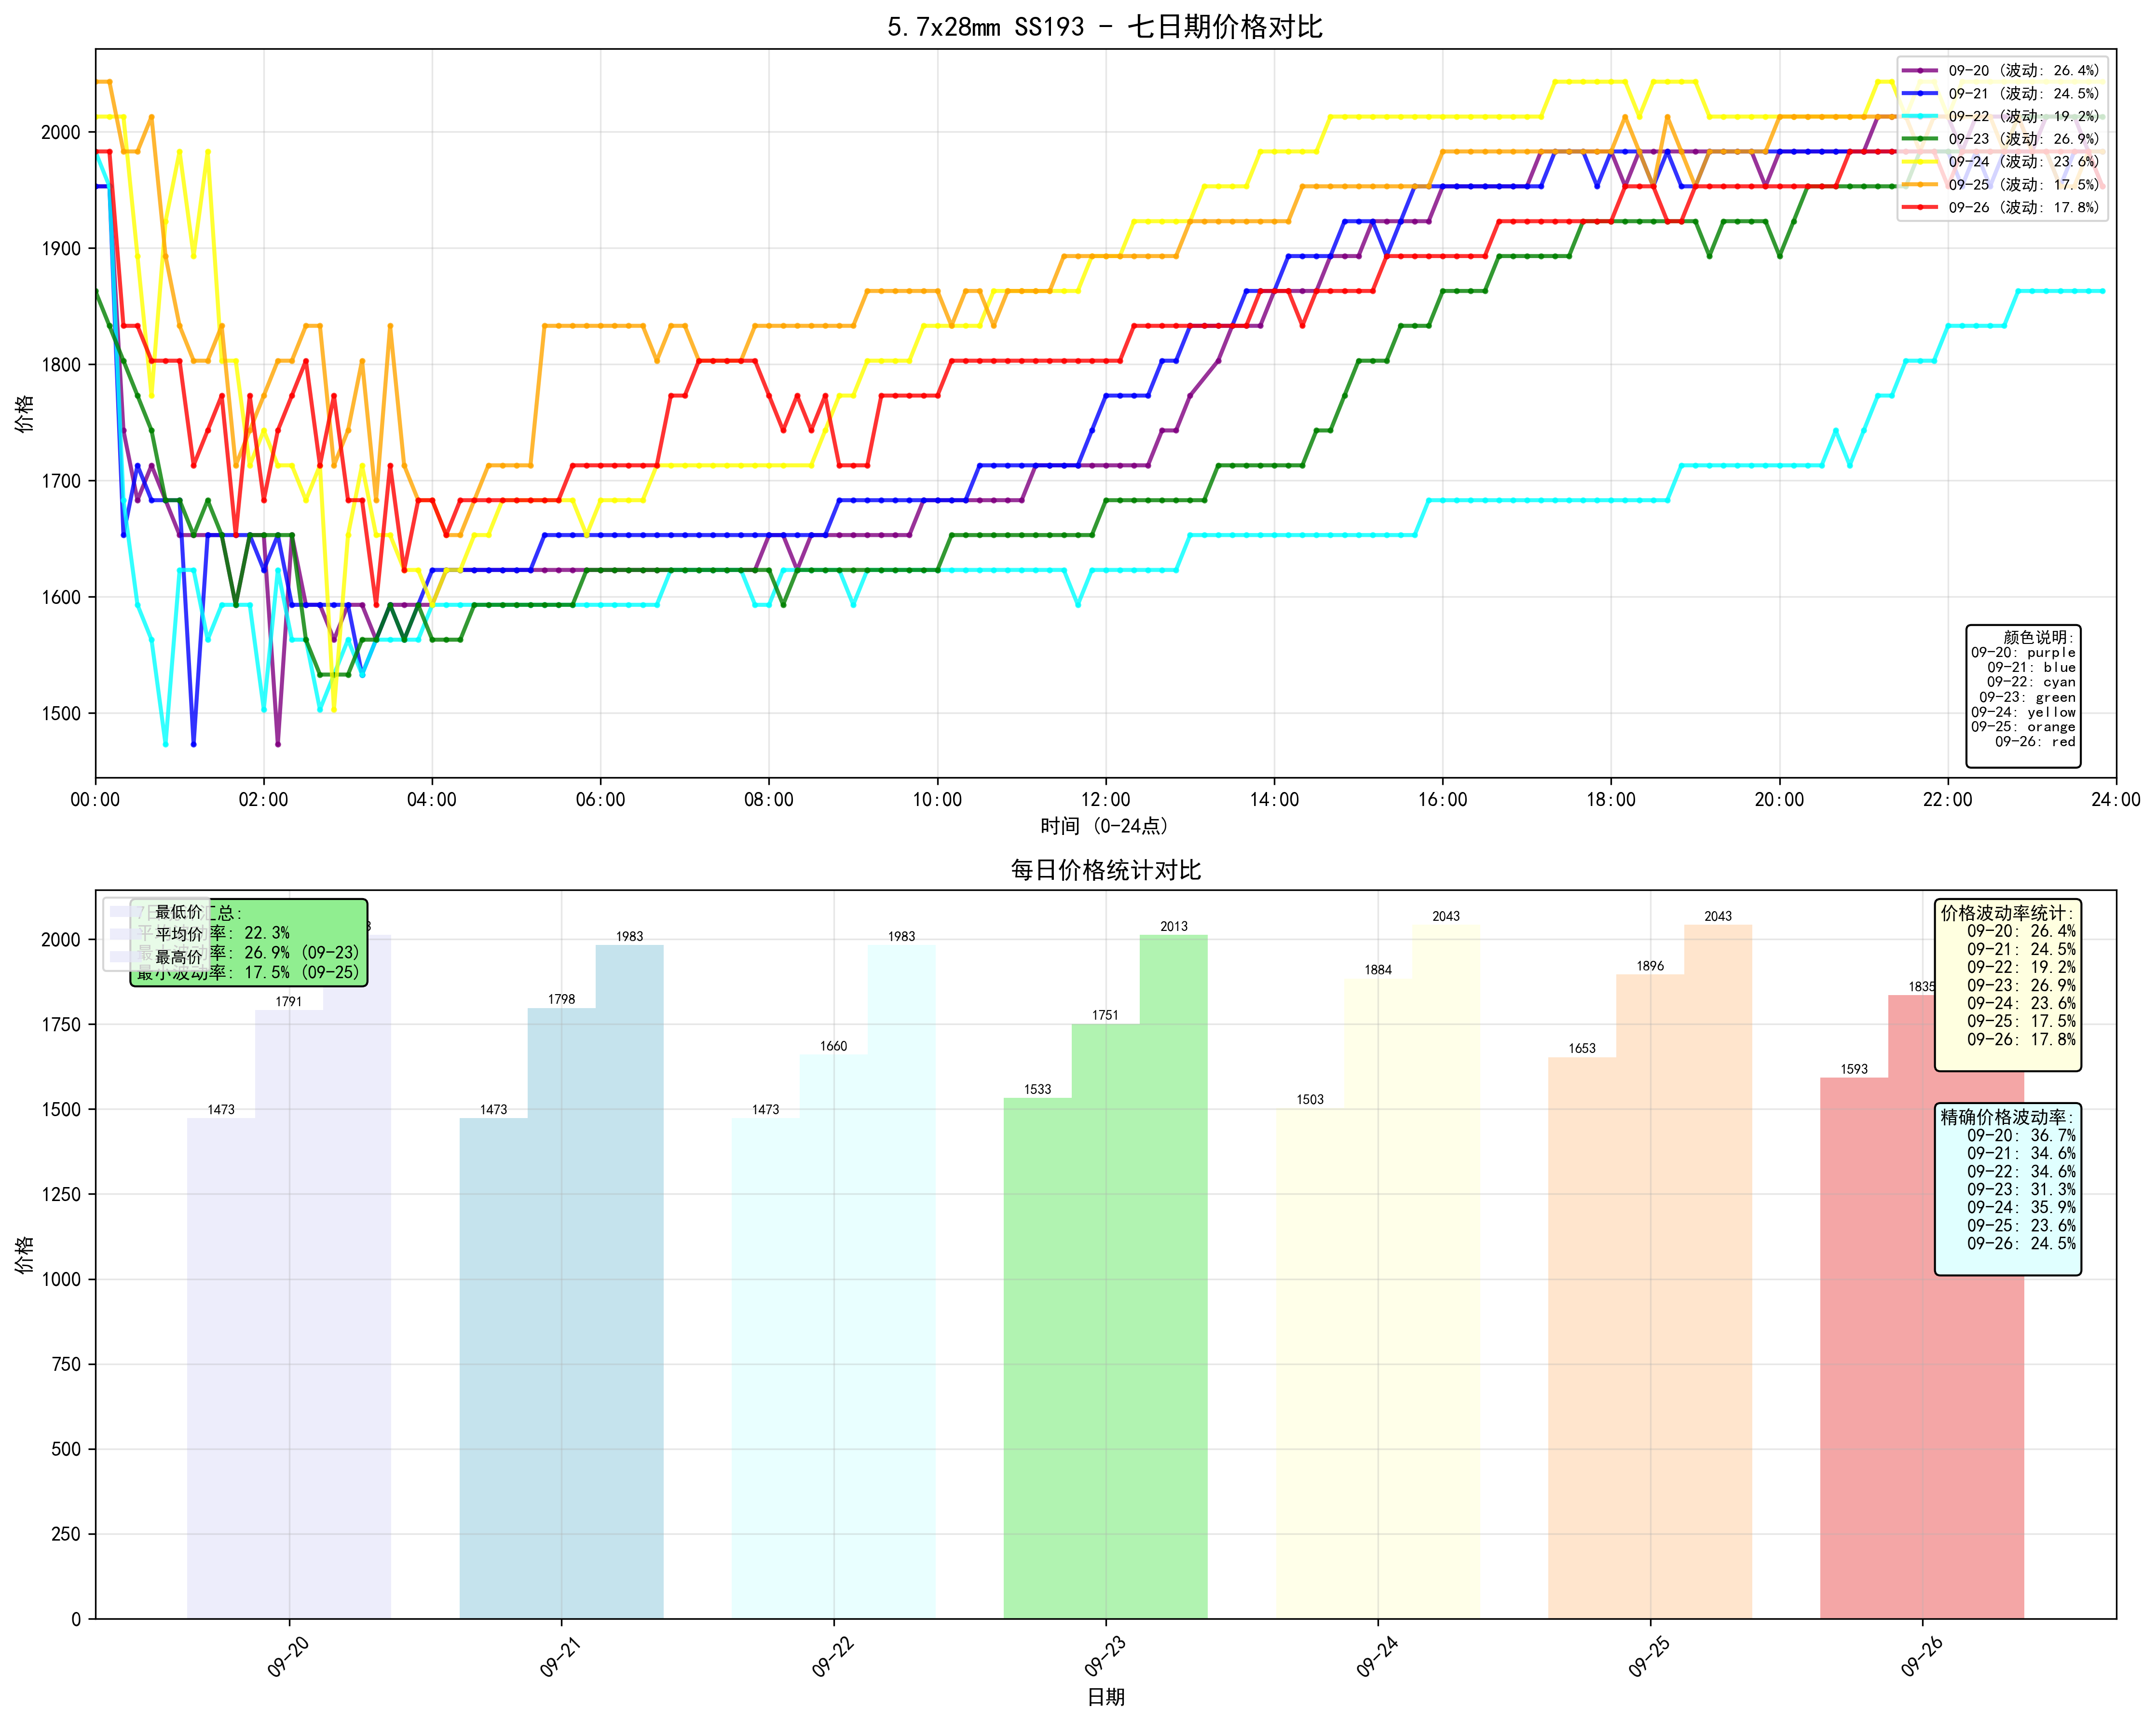 5.7x28mm SS193 - 七日期价格对比
09-20 (波动: 26.4%)
09-21 (波动: 24.5%)
09-22 (波动: 19.2%)
09-23 (波动: 26.9%)
09-24 (波动: 23.6%)
09-25 (波动: 17.5%)
09-26 (波动: 17.8%)
价格
2000
1900
1800
1700
1600
1500
颜色说明:
09-20: purple
09-21: blue
09-22: cyan
09-23: green
09-24: yellow
09-25: orange
09-26: red
00:00 02:00 04:00 06:00 08:00 10:00 12:00 14:00 16:00 18:00 20:00 22:00 24:00
时间 (0-24点)
每日价格统计对比
最低价
平均价
最高价
汇总:
率: 22.3%
率: 26.9% (09-23)
最小波动率: 17.5% (09-25)
价格波动率统计:
09-20: 26.4%
09-21: 24.5%
09-22: 19.2%
09-23: 26.9%
09-24: 23.6%
09-25: 17.5%
09-26: 17.8%
精确价格波动率:
09-20: 36.7%
09-21: 34.6%
09-22: 34.6%
09-23: 31.3%
09-24: 35.9%
09-25: 23.6%
09-26: 24.5%
1473 1791
1473 1798 1983
1473 1660 1983
1533 1751 2013
1503 1884 2043
1653 1896 2043
1593 1835
价格
2000
1750
1500
1250
1000
750
500
250
0
09-20 09-21 09-22 09-23 09-24 09-25 09-26
日期